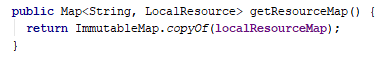 public Map<String, LocalResource> getResourceMap() {
  return ImmutableMap.copyOf(localResourceMap);
}